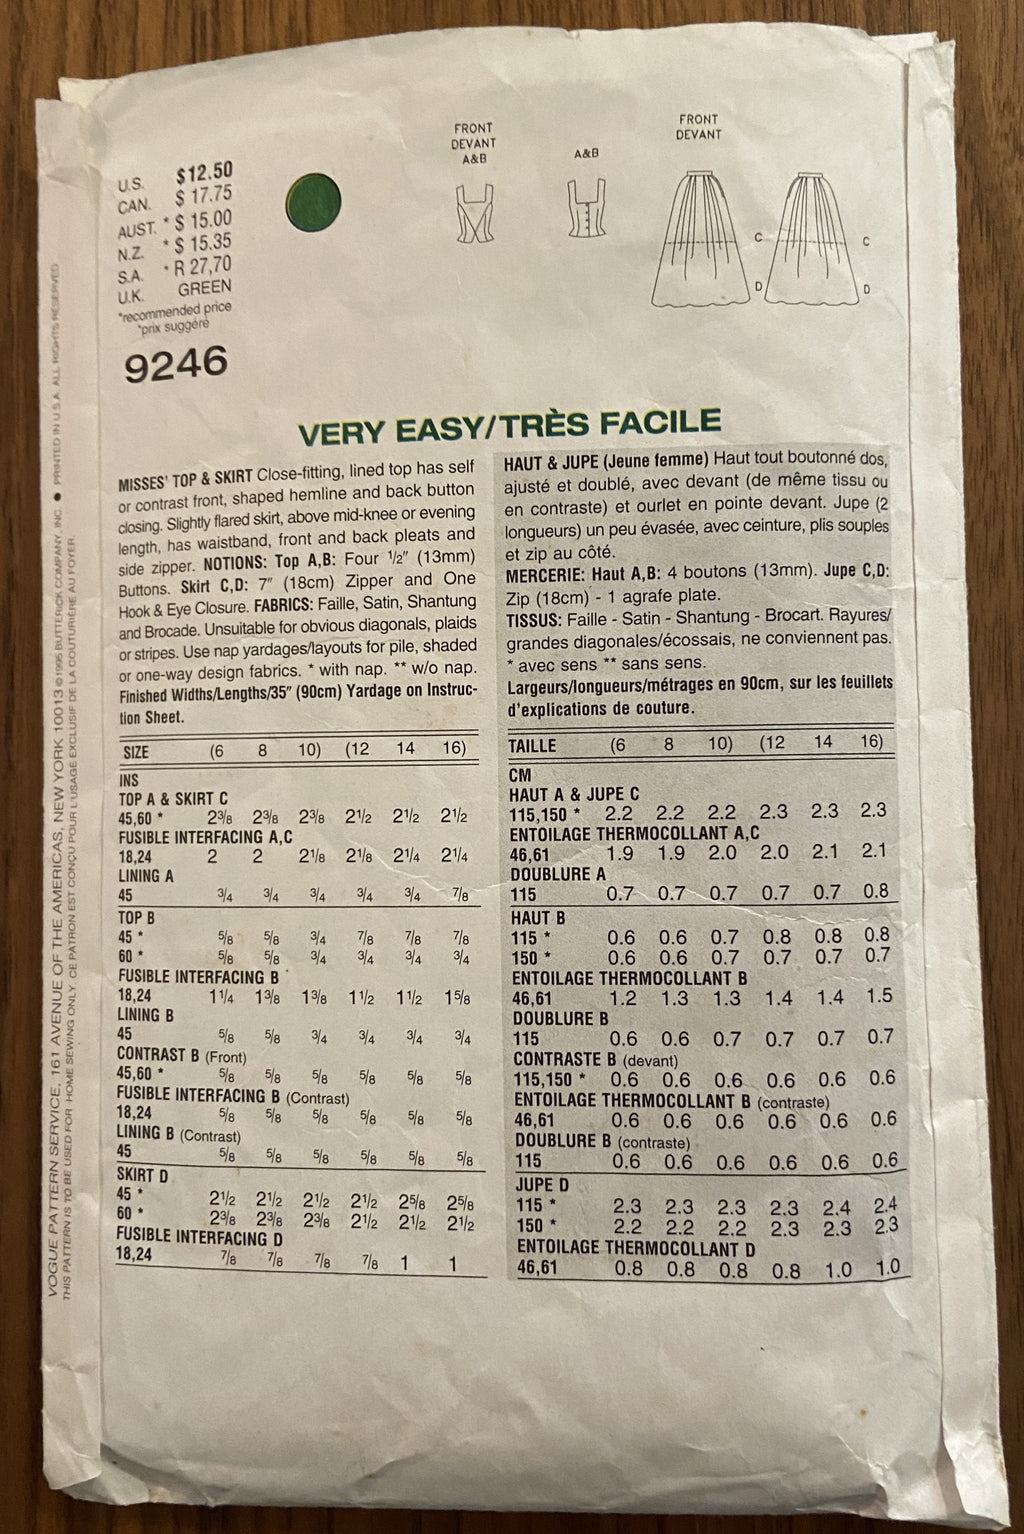 FRONT
DEVANT
A&B
A&B
FRONT
DEVANT
C
D
C
D
U.S. $12.50
CAN. $ 17.75
AUST. * $ 15.00
N.Z. * $ 15.35
S.A. * R 27,70
U.K. GREEN
*recommended price
*prix suggéré
9246
VERY EASY/TRÈS FACILE
MISSES' TOP & SKIRT Close-fitting, lined top has self
or contrast front, shaped hemline and back button
closing. Slightly flared skirt, above mid-knee or evening
length, has waistband, front and back pleats and
side zipper. NOTIONS: Top A,B: Four 1/2" (13mm)
Buttons. Skirt C,D: 7" (18cm) Zipper and One
Hook & Eye Closure. FABRICS: Faille, Satin, Shantung
and Brocade. Unsuitable for obvious diagonals, plaids
or stripes. Use nap yardages/layouts for pile, shaded
or one-way design fabrics. * with nap. ** w/o nap.
Finished Widths/Lengths/35" (90cm) Yardage on Instruc-
tion Sheet.
SIZE (6 8 10) (12 14 16)
INS
TOP A & SKIRT C
45,60 * 2 3/8 2 3/8 2 3/8 2 1/2 2 1/2 2 1/2
FUSIBLE INTERFACING A,C
18,24 2 2 2 1/8 2 1/8 2 1/4 2 1/4
LINING A
45 3/4 3/4 3/4 3/4 3/4 7/8
TOP B
45 * 5/8 5/8 3/4 7/8 7/8 7/8
60 * 5/8 5/8 3/4 3/4 3/4 3/4
FUSIBLE INTERFACING B
18,24 1 1/4 1 3/8 1 3/8 1 1/2 1 1/2 1 5/8
LINING B
45 5/8 5/8 3/4 3/4 3/4 3/4
CONTRAST B (Front)
45,60 * 5/8 5/8 5/8 5/8 5/8 5/8
FUSIBLE INTERFACING B (Contrast)
18,24 5/8 5/8 5/8 5/8 5/8 5/8
LINING B (Contrast)
45 5/8 5/8 5/8 5/8 5/8 5/8
SKIRT D
45 * 2 1/2 2 1/2 2 1/2 2 1/2 2 5/8 2 5/8
60 * 2 3/8 2 3/8 2 3/8 2 1/2 2 1/2 2 1/2
FUSIBLE INTERFACING D
18,24 7/8 7/8 7/8 7/8 1 1
HAUT & JUPE (Jeune femme) Haut tout boutonné dos,
ajusté et doublé, avec devant (de même tissu ou
en contraste) et ourlet en pointe devant. Jupe (2
longueurs) un peu évasée, avec ceinture, plis souples
et zip au côté.
MERCERIE: Haut A,B: 4 boutons (13mm). Jupe C,D:
Zip (18cm) - 1 agrafe plate.
TISSUS: Faille - Satin - Shantung - Brocart. Rayures/
grandes diagonales/écossais, ne conviennent pas.
* avec sens ** sans sens.
Largeurs/longueurs/métrages en 90cm, sur les feuillets
d'explications de couture.
TAILLE (6 8 10) (12 14 16)
CM
HAUT A & JUPE C
115,150 * 2.2 2.2 2.2 2.3 2.3 2.3
ENTOILAGE THERMOCOLLANT A,C
46,61 1.9 1.9 2.0 2.0 2.1 2.1
DOUBLURE A
115 0.7 0.7 0.7 0.7 0.7 0.8
HAUT B
115 * 0.6 0.6 0.7 0.8 0.8 0.8
150 * 0.6 0.6 0.7 0.7 0.7 0.7
ENTOILAGE THERMOCOLLANT B
46,61 1.2 1.3 1.3 1.4 1.4 1.5
DOUBLURE B
115 0.6 0.6 0.7 0.7 0.7 0.7
CONTRASTE B (devant)
115,150 * 0.6 0.6 0.6 0.6 0.6 0.6
ENTOILAGE THERMOCOLLANT B (contraste)
46,61 0.6 0.6 0.6 0.6 0.6 0.6
DOUBLURE B (contraste)
115 0.6 0.6 0.6 0.6 0.6 0.6
JUPE D
115 * 2.3 2.3 2.3 2.3 2.4 2.4
150 * 2.2 2.2 2.2 2.3 2.3 2.3
ENTOILAGE THERMOCOLLANT D
46,61 0.8 0.8 0.8 0.8 1.0 1.0
VOGUE PATTERN SERVICE, 161 AVENUE OF THE AMERICAS, NEW YORK 10013 © 1995 BUTTERICK COMPANY, INC. ● PRINTED IN U.S.A. ALL RIGHTS RESERVED
THIS PATTERN IS TO BE USED FOR HOME SEWING ONLY. CE PATRON EST CONÇU POUR L'USAGE EXCLUSIF DE LA COUTURIÈRE AU FOYER.